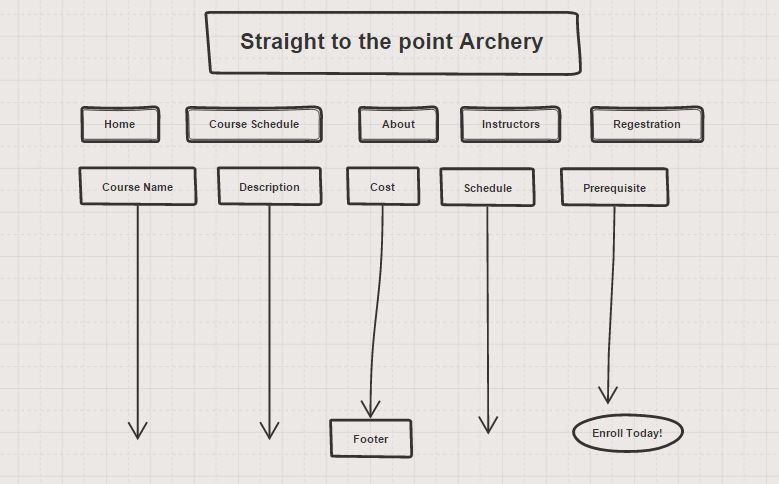 Straight to the point Archery
Home
Course Schedule
About
Instructors
Regestration
Course Name
Description
Cost
Schedule
Prerequisite
Footer
Enroll Today!